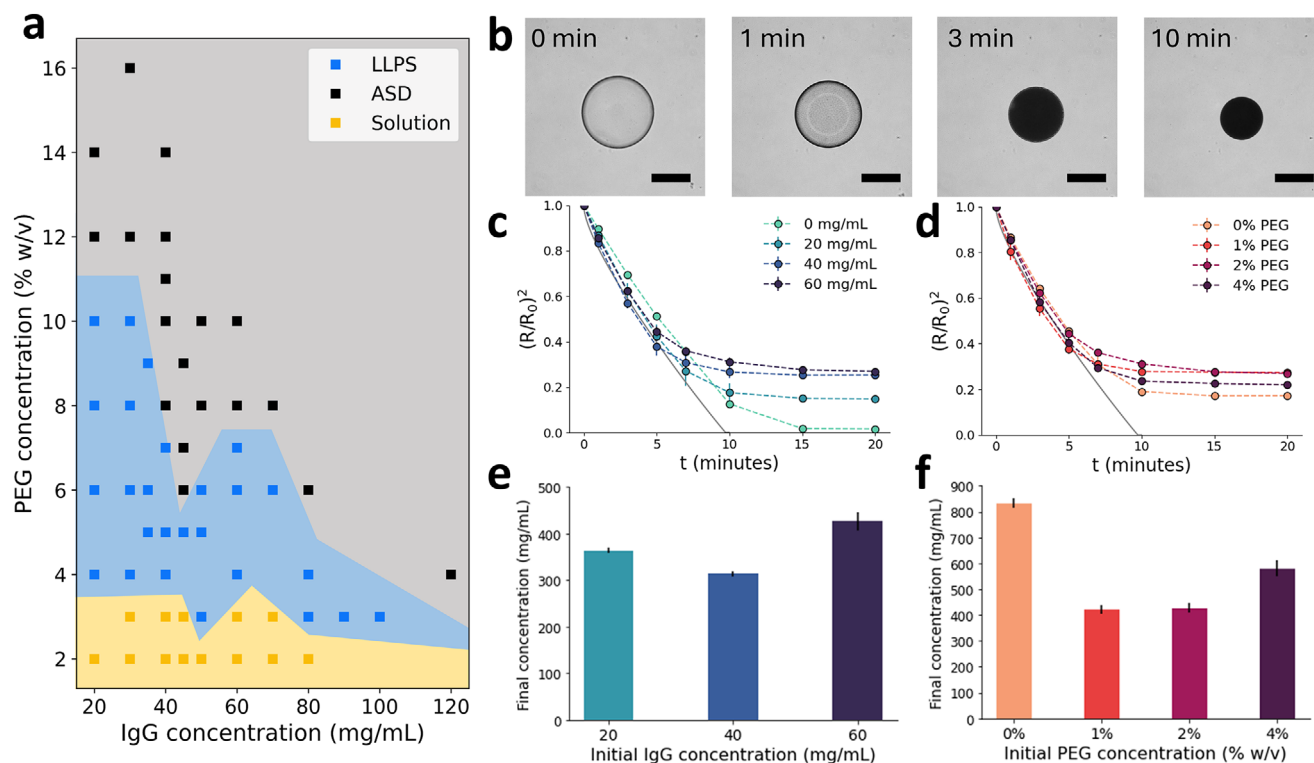 a
PEG concentration (% w/v)
16
14
12
10
8
6
4
2
LLPS
ASD
Solution
20
40
60
80
100
120
IgG concentration (mg/mL)
b
0 min
1 min
3 min
10 min
c
(R/R₀)²
1.0
0.8
0.6
0.4
0.2
0.0
0 mg/mL
20 mg/mL
40 mg/mL
60 mg/mL
0
5
10
15
20
t (minutes)
d
(R/R₀)²
1.0
0.8
0.6
0.4
0.2
0.0
0% PEG
1% PEG
2% PEG
4% PEG
0
5
10
15
20
t (minutes)
e
Final concentration (mg/mL)
500
400
300
200
100
0
20
40
60
Initial IgG concentration (mg/mL)
f
Final concentration (mg/mL)
900
800
700
600
500
400
300
200
100
0
0%
1%
2%
4%
Initial PEG concentration (% w/v)